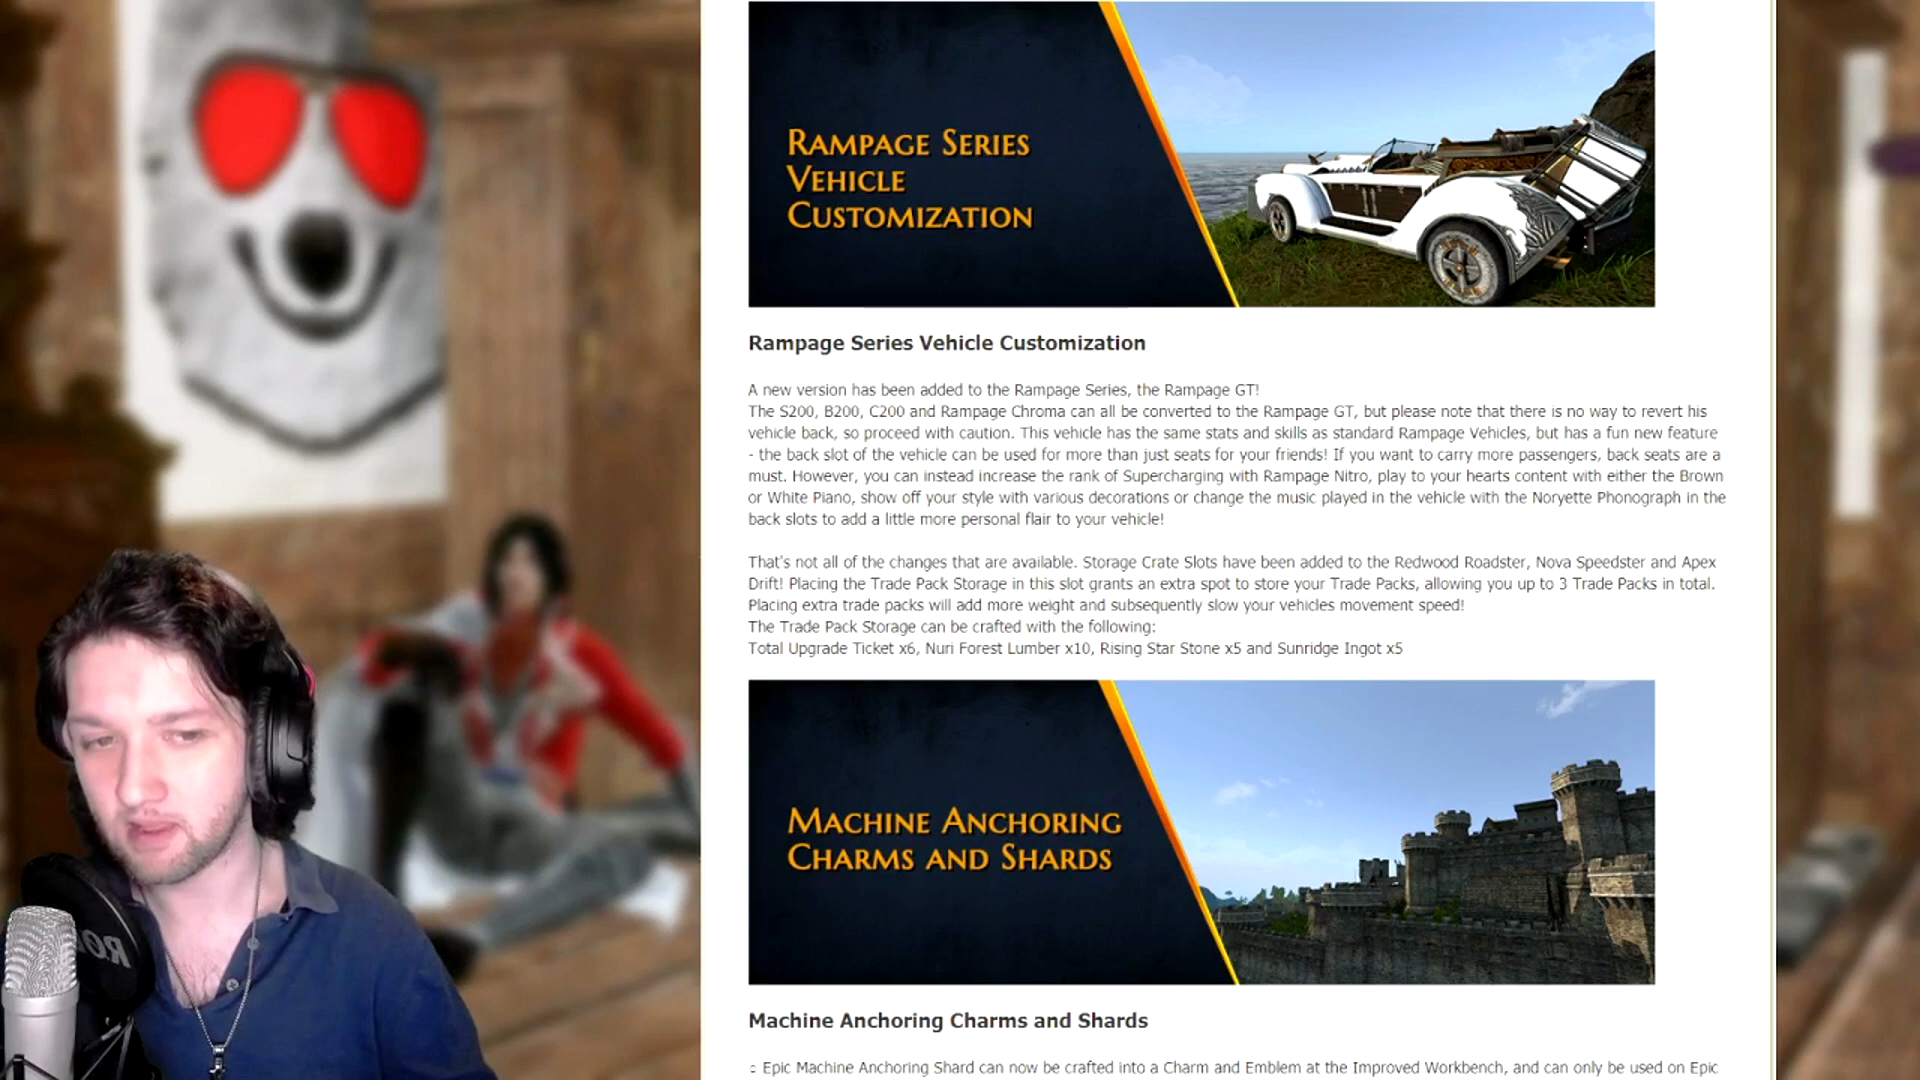 RAMPAGE SERIES
VEHICLE
CUSTOMIZATION
Rampage Series Vehicle Customization
A new version has been added to the Rampage Series, the Rampage GT!
The S200, B200, C200 and Rampage Chroma can all be converted to the Rampage GT, but please note that there is no way to revert his
vehicle back, so proceed with caution. This vehicle has the same stats and skills as standard Rampage Vehicles, but has a fun new feature
- the back slot of the vehicle can be used for more than just seats for your friends! If you want to carry more passengers, back seats are a
must. However, you can instead increase the rank of Supercharging with Rampage Nitro, play to your hearts content with either the Brown
or White Piano, show off your style with various decorations or change the music played in the vehicle with the Noryette Phonograph in the
back slots to add a little more personal flair to your vehicle!
That's not all of the changes that are available. Storage Crate Slots have been added to the Redwood Roadster, Nova Speedster and Apex
Drift! Placing the Trade Pack Storage in this slot grants an extra spot to store your Trade Packs, allowing you up to 3 Trade Packs in total.
Placing extra trade packs will add more weight and subsequently slow your vehicles movement speed!
The Trade Pack Storage can be crafted with the following:
Total Upgrade Ticket x6, Nuri Forest Lumber x10, Rising Star Stone x5 and Sunridge Ingot x5
MACHINE ANCHORING
CHARMS AND SHARDS
Machine Anchoring Charms and Shards
Epic Machine Anchoring Shard can now be crafted into a Charm and Emblem at the Improved Workbench, and can only be used on Epic